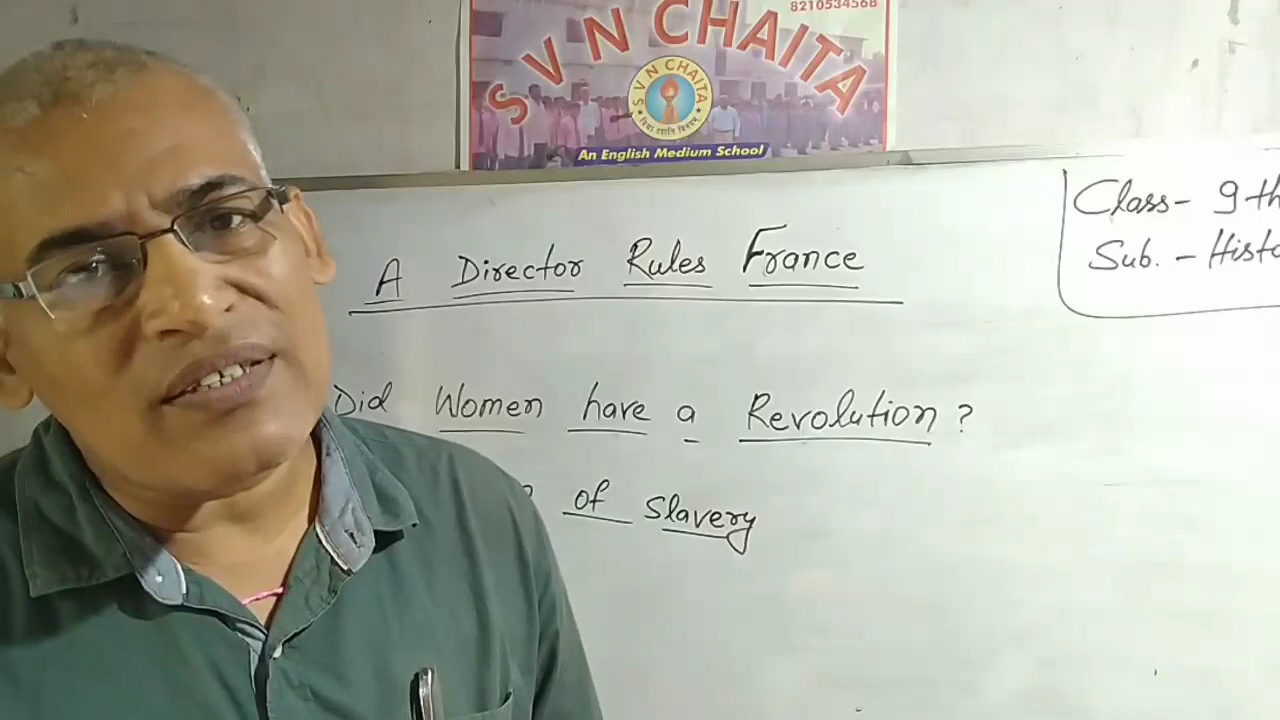 8210534568
S V N CHAITA
S V N CHAITA
An English Medium School
Class- 9th
Sub. - Histo
A Director Rules France
Did Women have a Revolution?
of Slavery